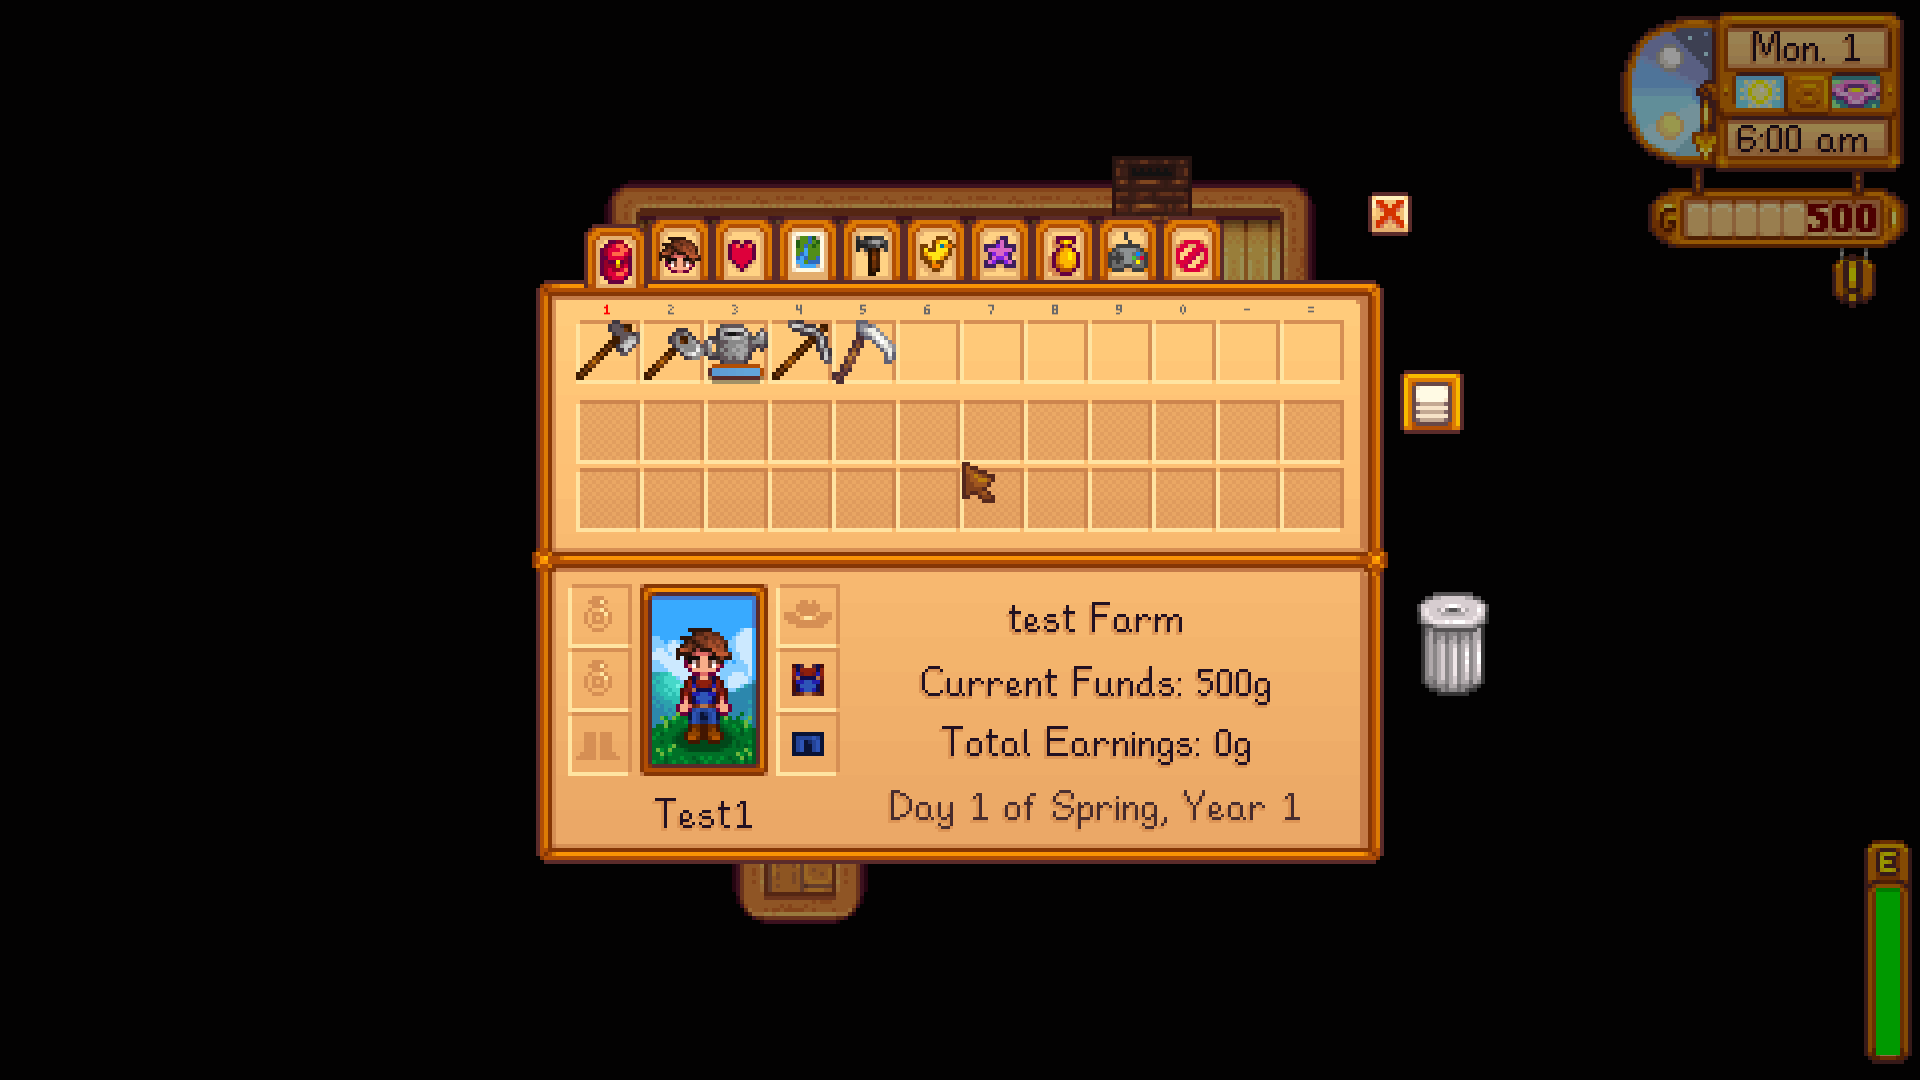 Mon. 1
6:00 am
500
1 2 3 4 5 6 7 8 9 0 - =
test Farm
Current Funds: 500g
Total Earnings: 0g
Day 1 of Spring, Year 1
Test1
E